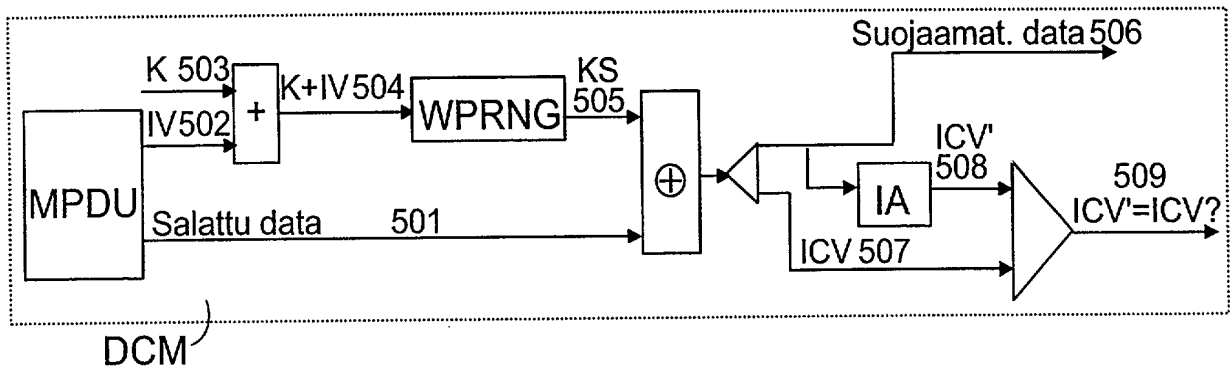 Suojaamat. data 506
K 503
K+IV 504
KS
505
IV 502
+
WPRNG
MPDU
⊕
ICV'
508
IA
509
ICV'=ICV?
Salattu data 501
ICV 507
DCM